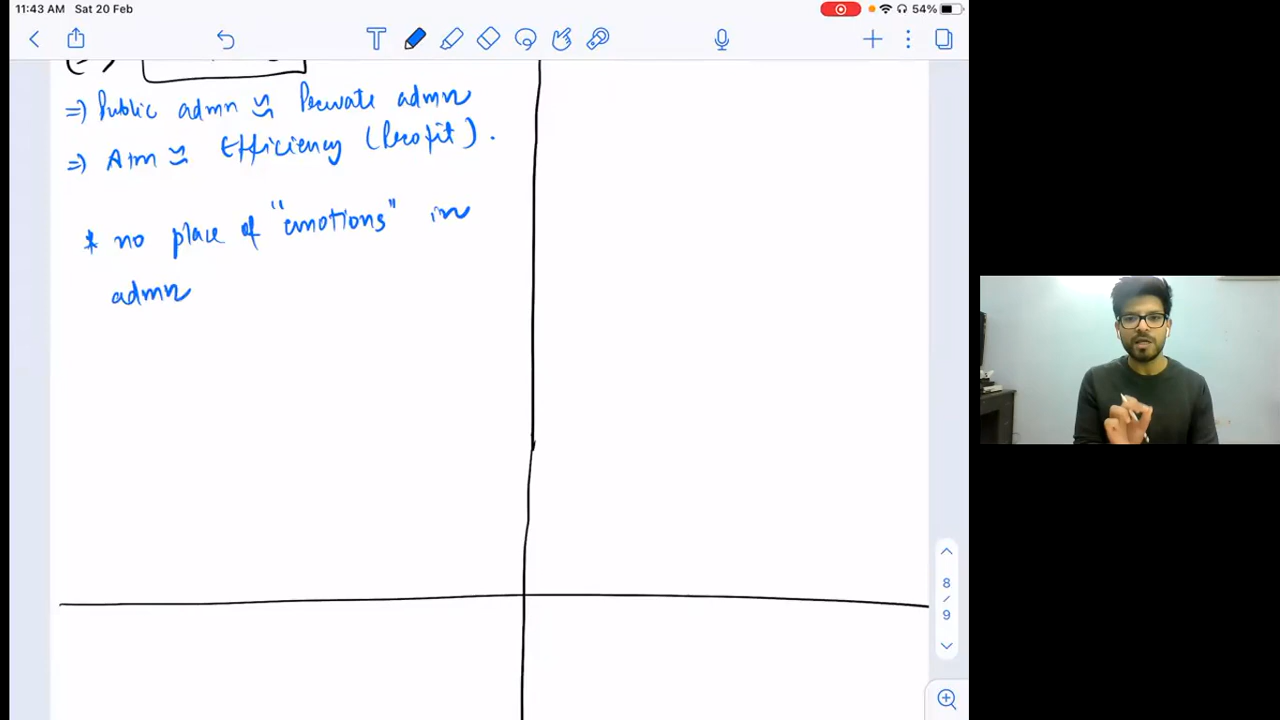 11:43 AM Sat 20 Feb
54%
T
⇒) Public admn ≈ Private admn
⇒) Aim ≈ Efficiency (Profit).
* no place of "emotions" in
admn
8
/
9